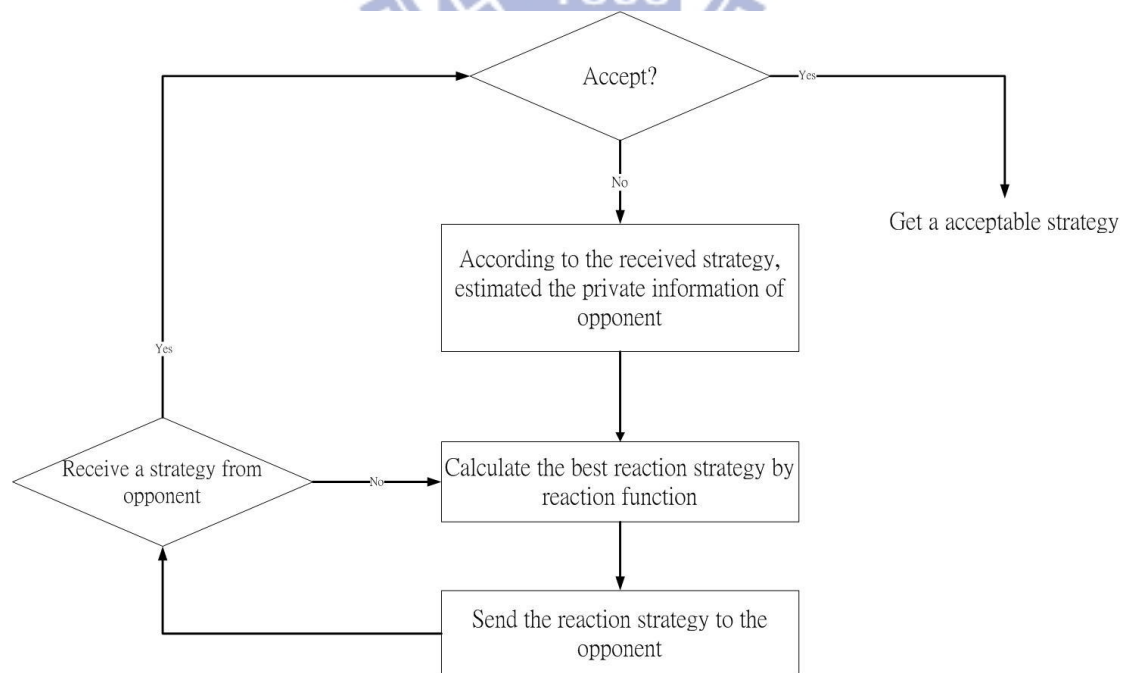 Accept?
Yes
No
Get a acceptable strategy
According to the received strategy,
estimated the private information of
opponent
Yes
Receive a strategy from
opponent
No
Calculate the best reaction strategy by
reaction function
Send the reaction strategy to the
opponent